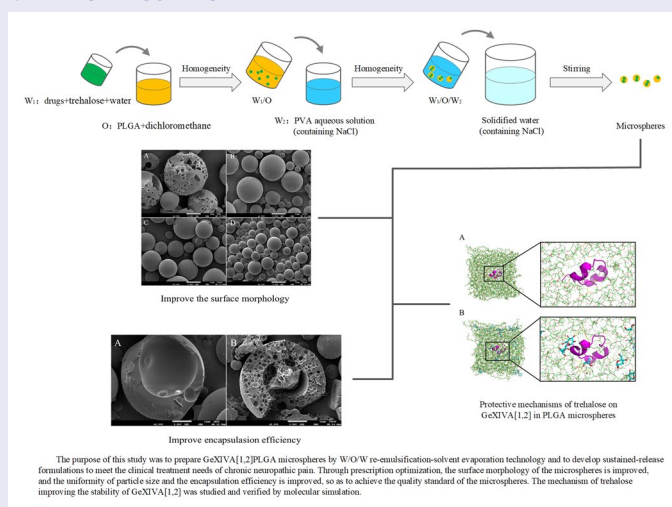 Homogeneity
Homogeneity
Stirring
W₁: drugs+trehalose+water
W₁/O
W₁/O/W₂
O: PLGA+dichloromethane
W₂: PVA aqueous solution
(containing NaCl)
Solidified water
(containing NaCl)
Microspheres
A
B
C
D
Improve the surface morphology
A
B
Improve encapsulation efficiency
A
B
Protective mechanisms of trehalose on
GeXIVA[1,2] in PLGA microspheres
The purpose of this study was to prepare GeXIVA[1,2]PLGA microspheres by W/O/W re-emulsification-solvent evaporation technology and to develop sustained-release
formulations to meet the clinical treatment needs of chronic neuropathic pain. Through prescription optimization, the surface morphology of the microspheres is improved,
and the uniformity of particle size and the encapsulation efficiency is improved, so as to achieve the quality standard of the microspheres. The mechanism of trehalose
improving the stability of GeXIVA[1,2] was studied and verified by molecular simulation.